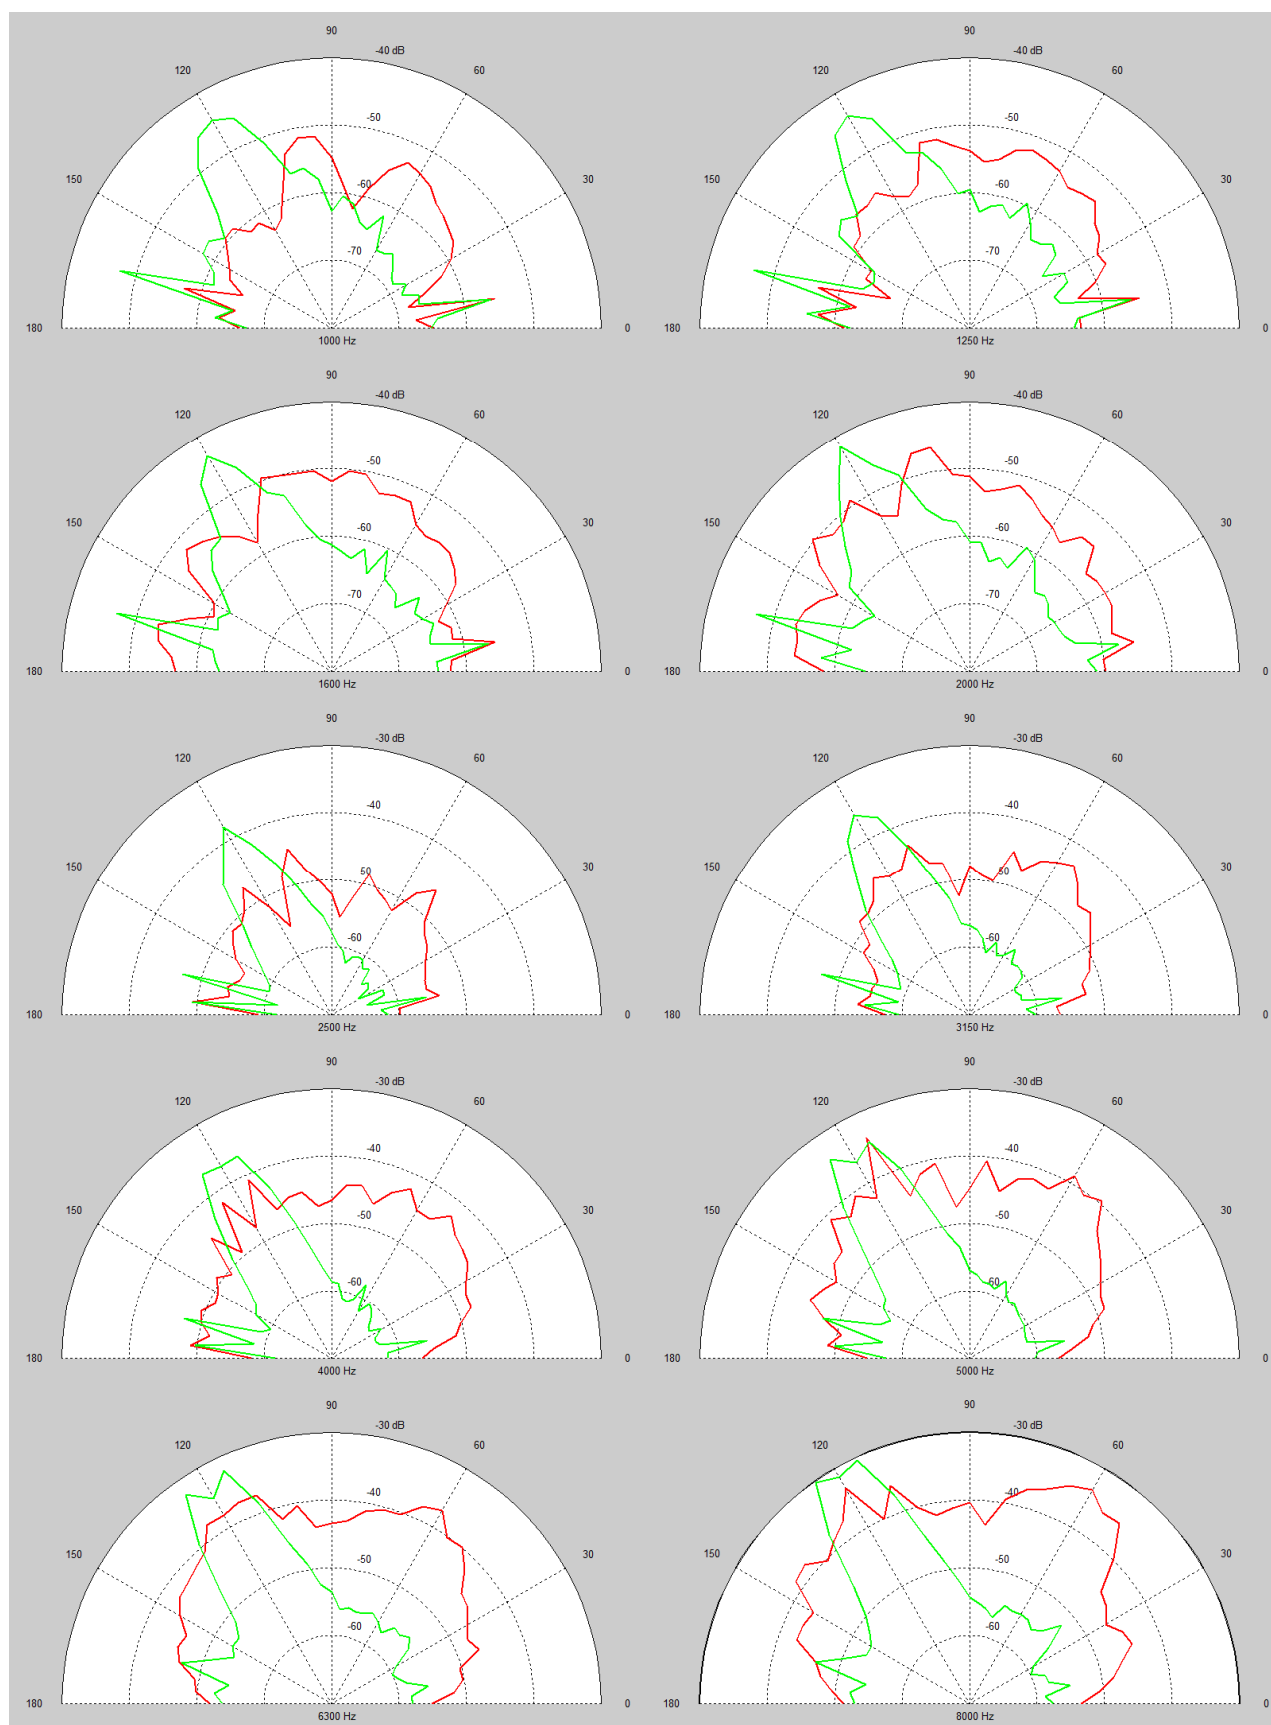 90 90
-40 dB -40 dB
120 60 120 60
-50 -50
150 -60 30 150 -60 30
-70 -70
180 0 180 0
1000 Hz 1250 Hz
90 90
-40 dB -40 dB
120 60 120 60
-50 -50
150 -60 30 150 -60 30
-70 -70
180 0 180 0
1600 Hz 2000 Hz
90 90
-30 dB -30 dB
120 60 120 60
-40 -40
150 50 30 150 50 30
-60 -60
180 0 180 0
2500 Hz 3150 Hz
90 90
-30 dB -30 dB
120 60 120 60
-40 -40
150 -50 30 150 -50 30
-60 -60
180 0 180 0
4000 Hz 5000 Hz
90 90
-30 dB -30 dB
120 60 120 60
-40 -40
150 -50 30 150 -50 30
-60 -60
180 0 180 0
6300 Hz 8000 Hz